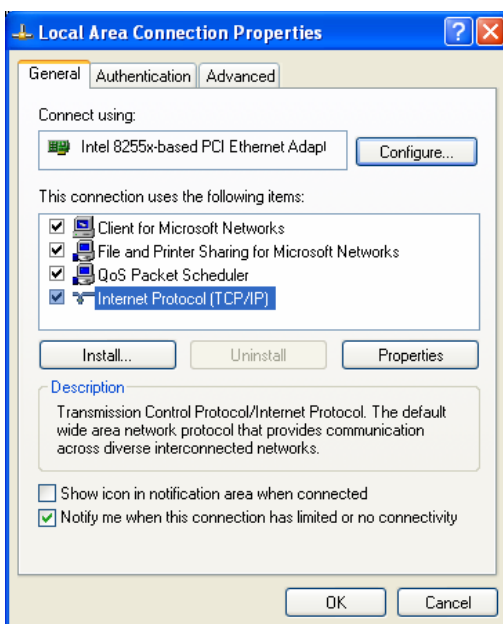 Local Area Connection Properties
General Authentication Advanced
Connect using:
Intel 8255x-based PCI Ethernet Adapt
Configure...
This connection uses the following items:
Client for Microsoft Networks
File and Printer Sharing for Microsoft Networks
QoS Packet Scheduler
Internet Protocol (TCP/IP)
Install... Uninstall Properties
Description
Transmission Control Protocol/Internet Protocol. The default
wide area network protocol that provides communication
across diverse interconnected networks.
Show icon in notification area when connected
Notify me when this connection has limited or no connectivity
OK Cancel